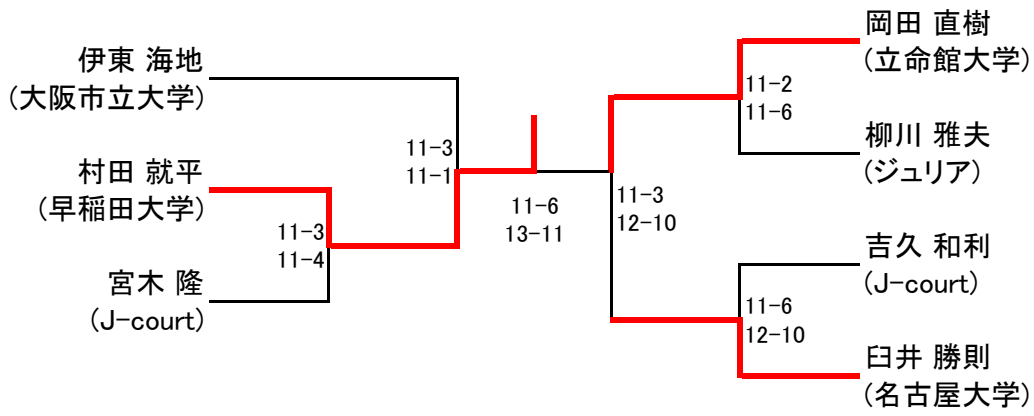 伊東 海地
(大阪市立大学)
村田 就平
(早稲田大学)
宮木 隆
(J-court)
11-3
11-4
11-3
11-1
11-6
13-11
11-3
12-10
岡田 直樹
(立命館大学)
11-2
11-6
柳川 雅夫
(ジュリア)
吉久 和利
(J-court)
11-6
12-10
臼井 勝則
(名古屋大学)